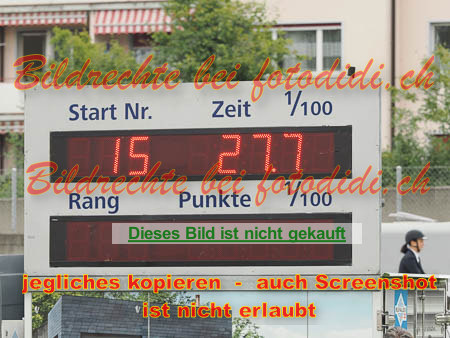 Bildrechte bei fotodidi.ch
Start Nr. Zeit 1/100
15 27.7
Bildrechte bei fotodidi.ch
Rang Punkte 1/100
Dieses Bild ist nicht gekauft
jegliches kopieren - auch Screenshot
ist nicht erlaubt